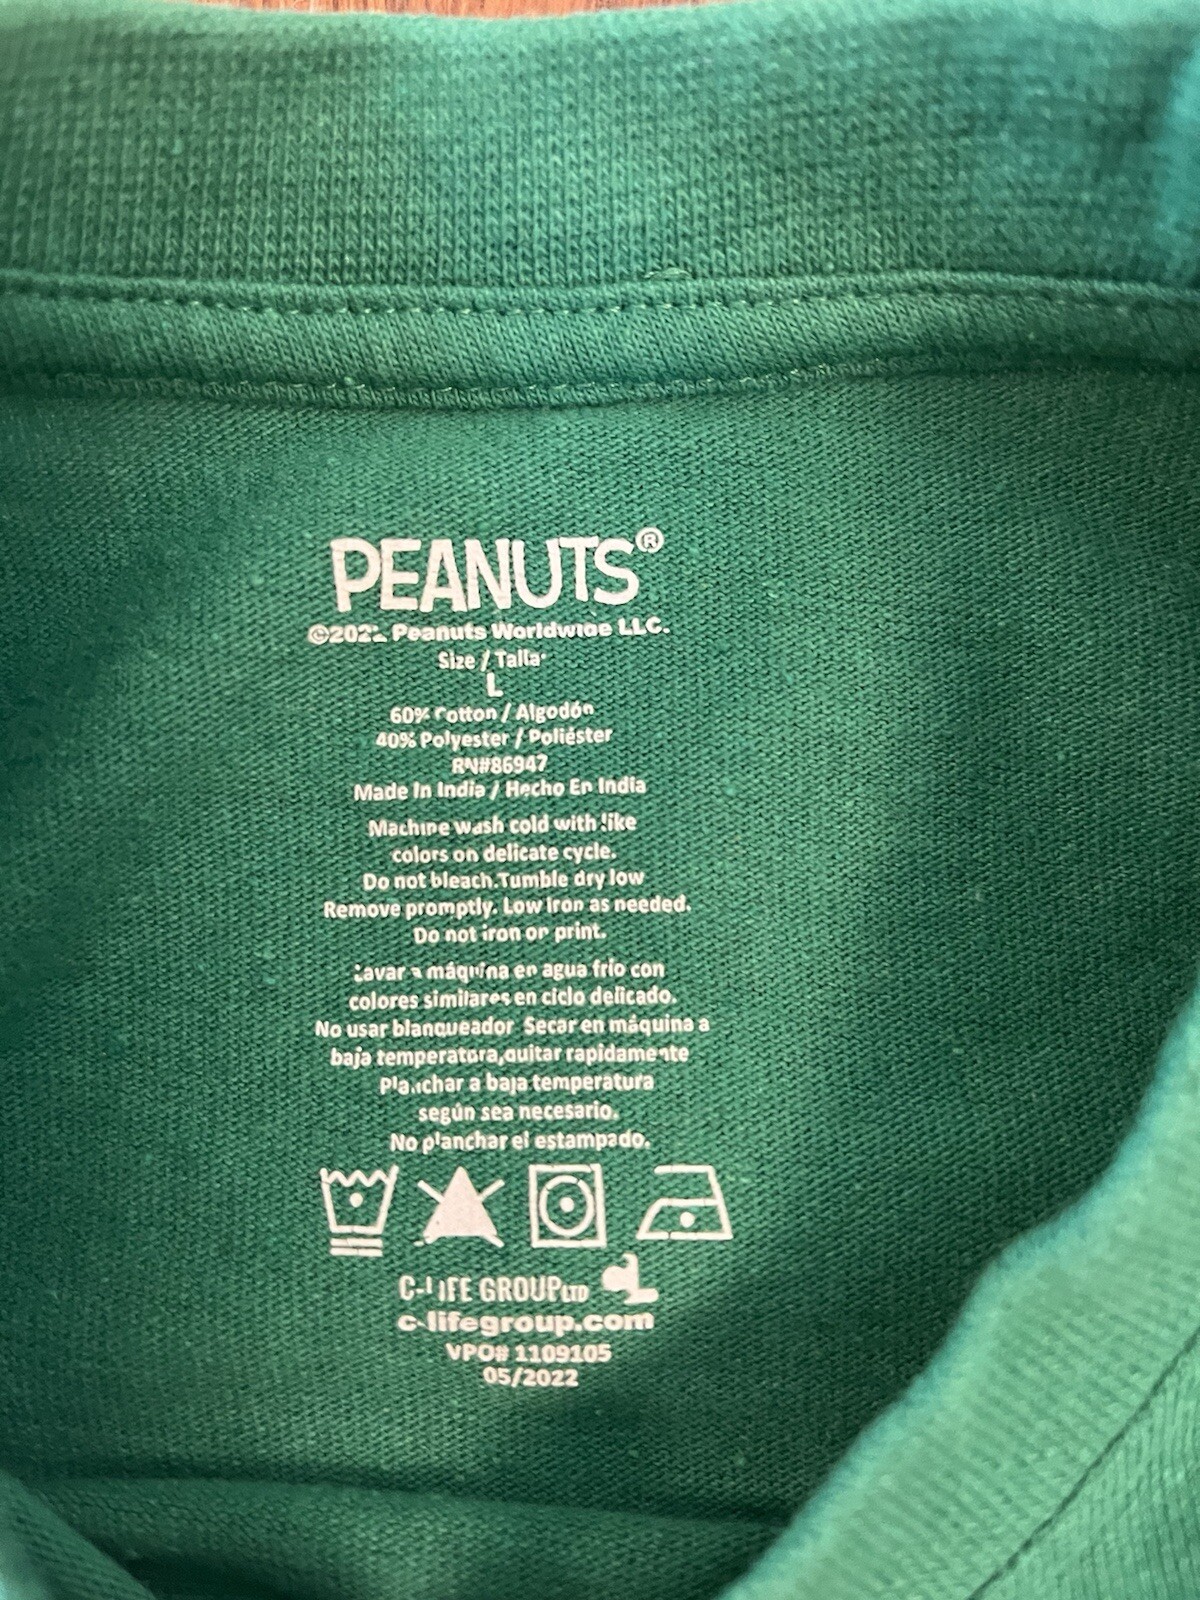 PEANUTS®
Peanuts Worldwide LLC.
Size / Talla:
L
60% Cotton / Algodón
40% Polyester / Poliéster
RN#86947
Made In India / Hecho En India
Machine wash cold with like
colors on delicate cycle.
Do not bleach.Tumble dry low
Remove promptly. Low Iron as needed.
Do not iron on print.
Lavar a máquina en agua frio con
colores similares en ciclo delicado.
No usar blanqueador Secar en máquina a
baja temperatura,quitar rapidamente
Planchar a baja temperatura
según sea necesario.
No planchar el estampado.
C-LIFE GROUP LTD
c-lifegroup.com
VPO# 1109105
05/2022